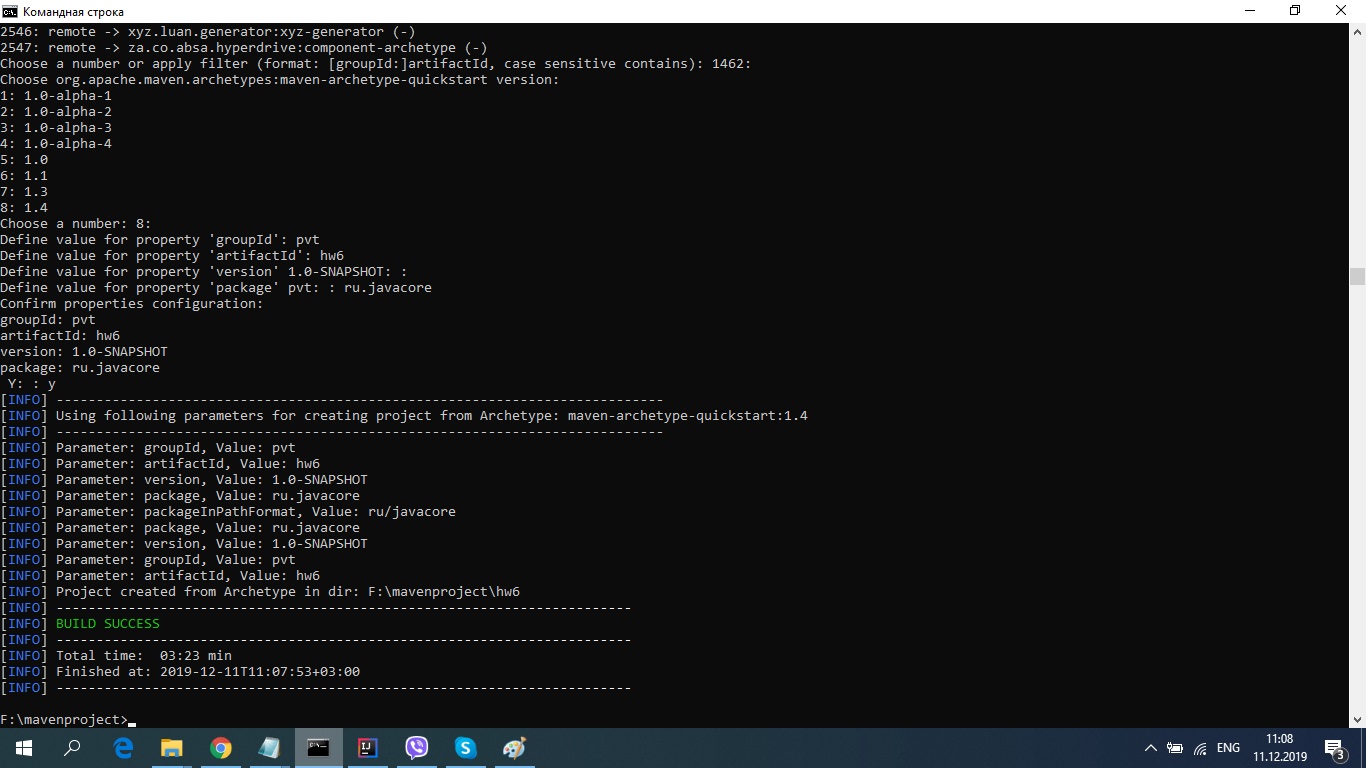 Командная строка
2546: remote -> xyz.luan.generator:xyz-generator (-)
2547: remote -> za.co.absa.hyperdrive:component-archetype (-)
Choose a number or apply filter (format: [groupId:]artifactId, case sensitive contains): 1462:
Choose org.apache.maven.archetypes:maven-archetype-quickstart version:
1: 1.0-alpha-1
2: 1.0-alpha-2
3: 1.0-alpha-3
4: 1.0-alpha-4
5: 1.0
6: 1.1
7: 1.3
8: 1.4
Choose a number: 8:
Define value for property 'groupId': pvt
Define value for property 'artifactId': hw6
Define value for property 'version' 1.0-SNAPSHOT: :
Define value for property 'package' pvt: : ru.javacore
Confirm properties configuration:
groupId: pvt
artifactId: hw6
version: 1.0-SNAPSHOT
package: ru.javacore
 Y: : y
[INFO] ----------------------------------------------------------------------------
[INFO] Using following parameters for creating project from Archetype: maven-archetype-quickstart:1.4
[INFO] ----------------------------------------------------------------------------
[INFO] Parameter: groupId, Value: pvt
[INFO] Parameter: artifactId, Value: hw6
[INFO] Parameter: version, Value: 1.0-SNAPSHOT
[INFO] Parameter: package, Value: ru.javacore
[INFO] Parameter: packageInPathFormat, Value: ru/javacore
[INFO] Parameter: package, Value: ru.javacore
[INFO] Parameter: version, Value: 1.0-SNAPSHOT
[INFO] Parameter: groupId, Value: pvt
[INFO] Parameter: artifactId, Value: hw6
[INFO] Project created from Archetype in dir: F:\mavenproject\hw6
[INFO] ------------------------------------------------------------------------
[INFO] BUILD SUCCESS
[INFO] ------------------------------------------------------------------------
[INFO] Total time:  03:23 min
[INFO] Finished at: 2019-12-11T11:07:53+03:00
[INFO] ------------------------------------------------------------------------
F:\mavenproject>
ENG
11:08
11.12.2019
3